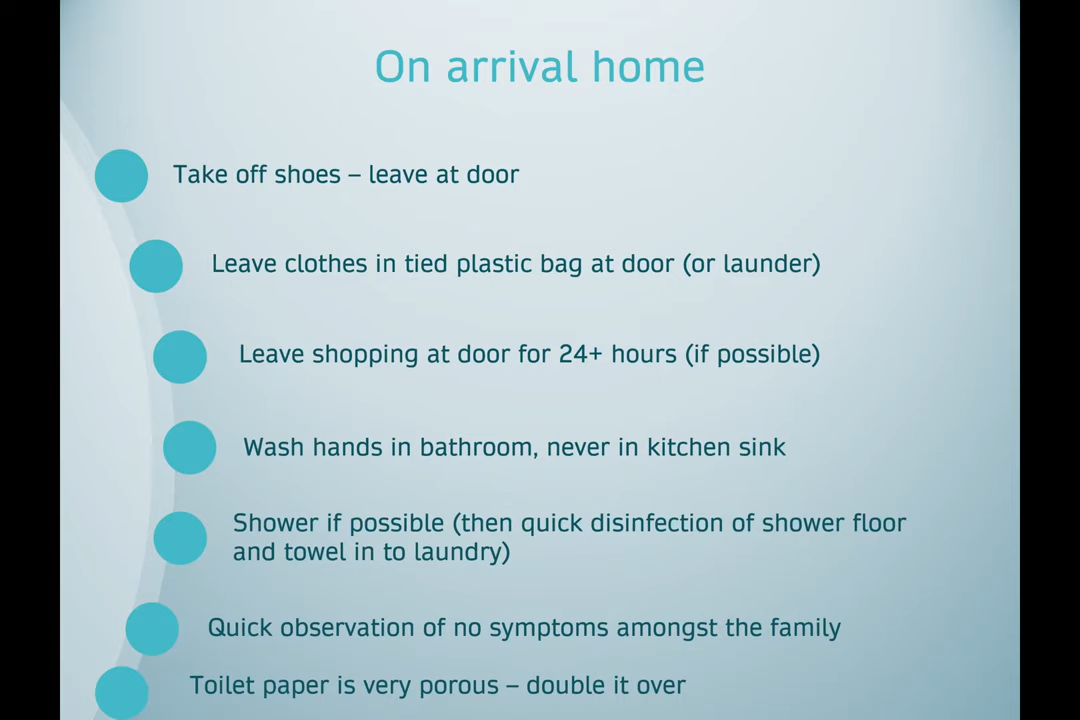 On arrival home
Take off shoes – leave at door
Leave clothes in tied plastic bag at door (or launder)
Leave shopping at door for 24+ hours (if possible)
Wash hands in bathroom, never in kitchen sink
Shower if possible (then quick disinfection of shower floor
and towel in to laundry)
Quick observation of no symptoms amongst the family
Toilet paper is very porous – double it over